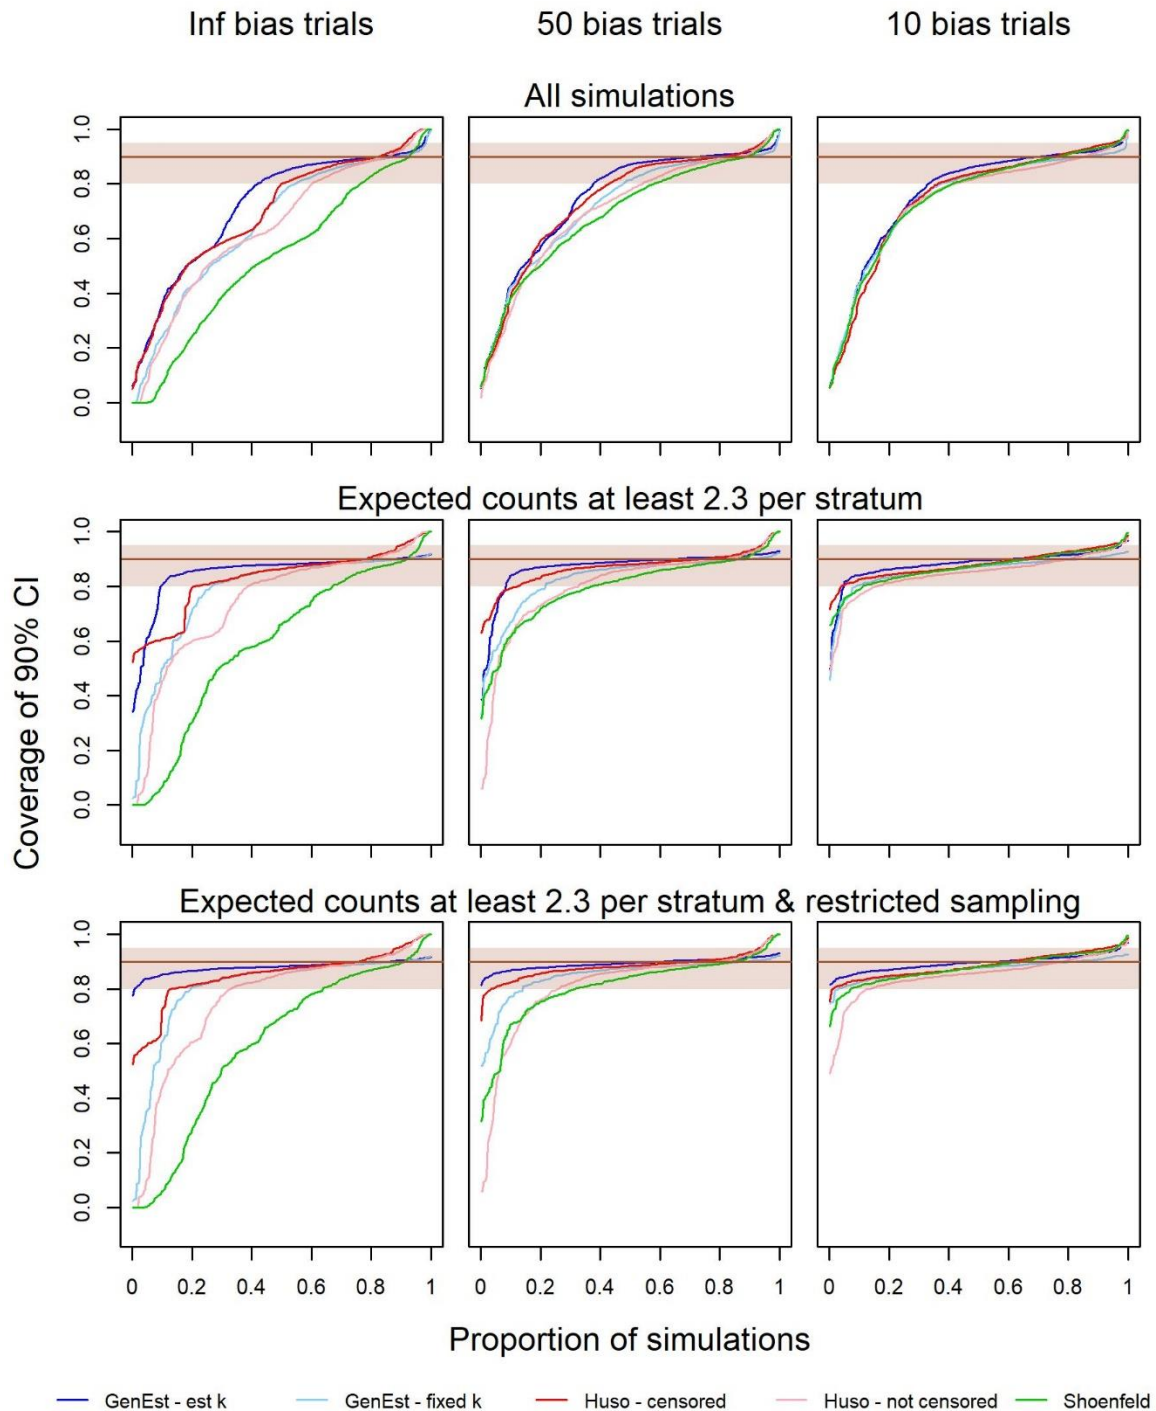 Inf bias trials 50 bias trials 10 bias trials
All simulations
1.0
0.8
0.6
0.4
0.2
0.0
Expected counts at least 2.3 per stratum
1.0
0.8
0.6
0.4
0.2
0.0
Coverage of 90% CI
Expected counts at least 2.3 per stratum & restricted sampling
1.0
0.8
0.6
0.4
0.2
0.0
0 0.2 0.4 0.6 0.8 1 0 0.2 0.4 0.6 0.8 1 0 0.2 0.4 0.6 0.8 1
Proportion of simulations
GenEst - est k GenEst - fixed k Huso - censored Huso - not censored Shoenfeld